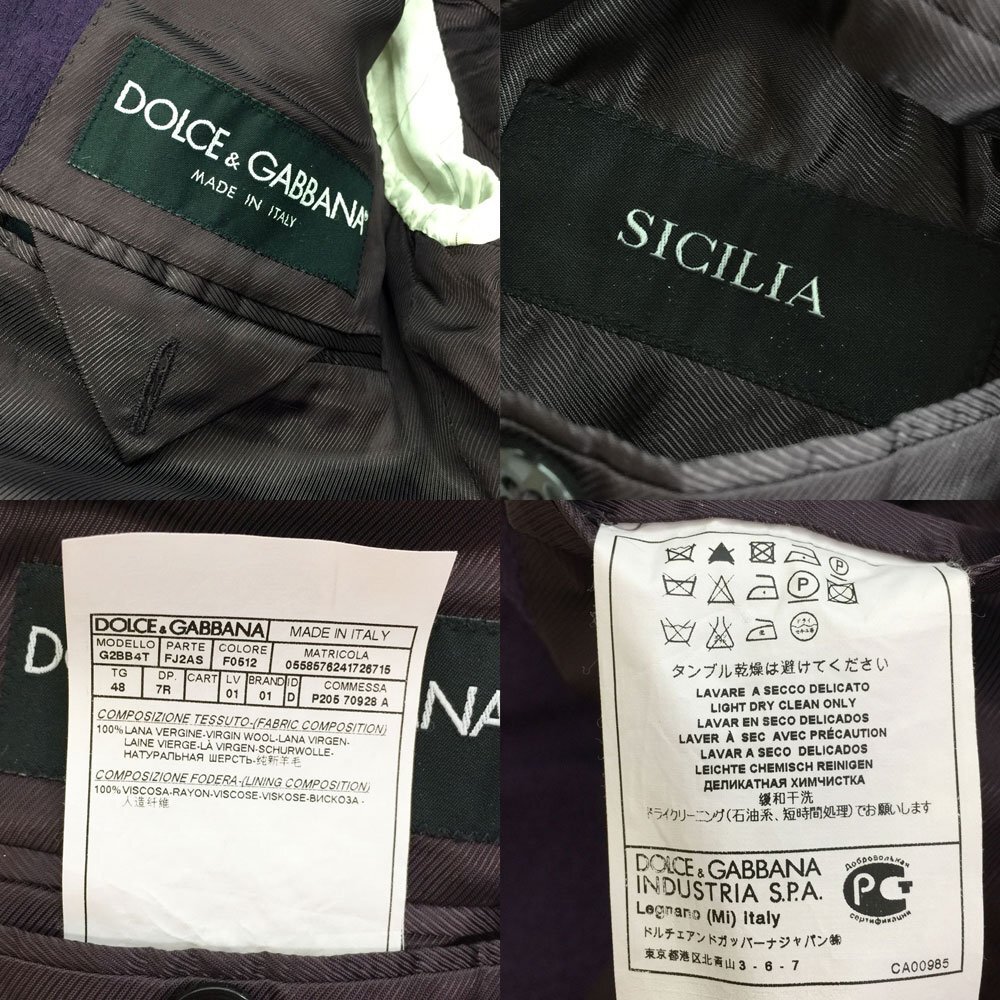 DOLCE & GABBANA
MADE IN ITALY
SICILIA
DOLCE & GABBANA MADE IN ITALY
MODELLO PARTE COLORE MATRICOLA
G2BB4T FJ2AS F0512 0558576241726715
TG DP. CART LV BRAND ID COMMESSA
48 7R 01 01 D P205 70928 A
COMPOSIZIONE TESSUTO-(FABRIC COMPOSITION)
100%LANA VERGINE-VIRGIN WOOL-LANA VIRGEN-
LAINE VIERGE-LÀ VIRGEN-SCHURWOLLE-
НАТУРАЛЬНАЯ ШЕРСТЬ-纯新羊毛
COMPOSIZIONE FODERA-(LINING COMPOSITION)
100%VISCOSA-RAYON-VISCOSE-VISKOSE-ВИСКОЗА-
人造纤维
P
P
タンブル乾燥は避けてください
LAVARE A SECCO DELICATO
LIGHT DRY CLEAN ONLY
LAVAR EN SECO DELICADOS
LAVER À SEC AVEC PRÉCAUTION
LAVAR A SECO DELICADOS
LEICHTE CHEMISCH REINIGEN
ДЕЛИКАТНАЯ ХИМЧИСТКА
缓和干洗
ドライクリーニング(石油系、短時間処理)でお願いします
DOLCE & GABBANA
INDUSTRIA S.P.A.
Legnano (Mi) Italy
Добровольная
сертификации
ドルチェアンドガッバーナジャパン㈱
東京都港区北青山3-6-7
CA00985